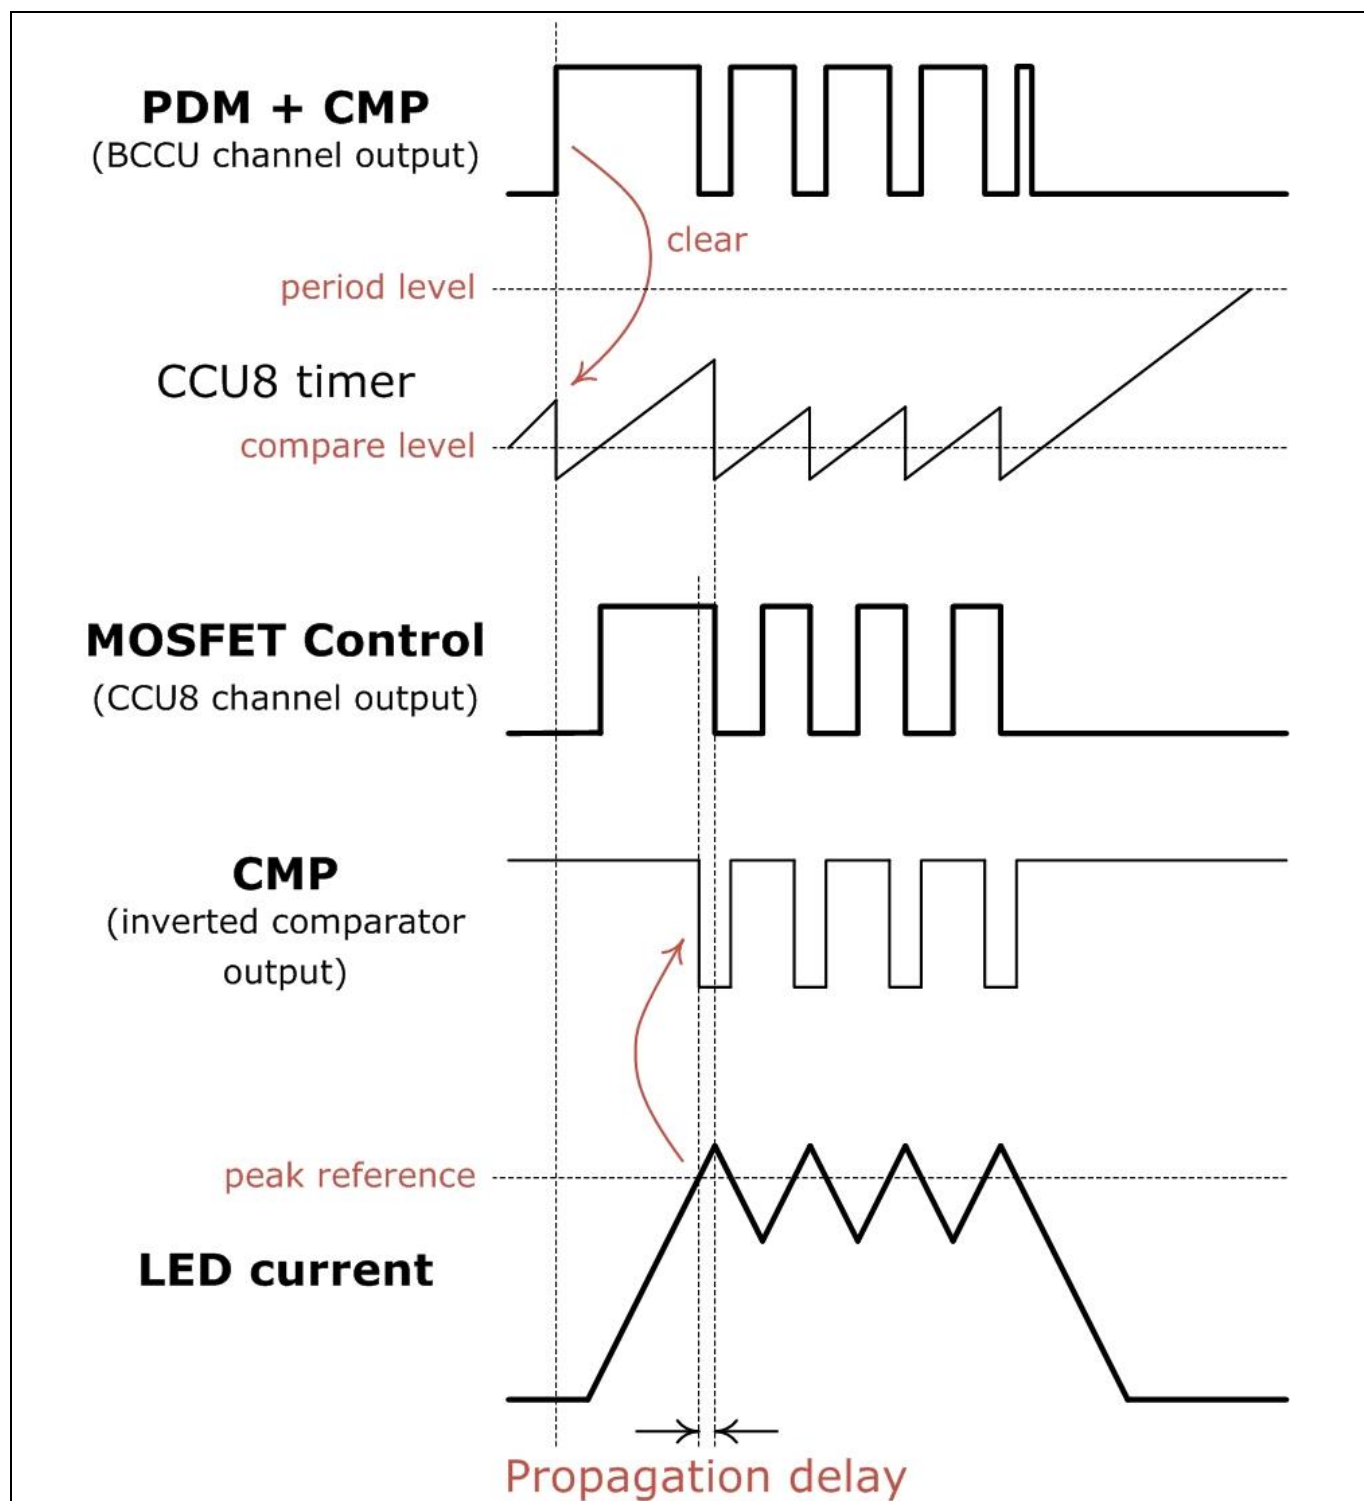 PDM + CMP
(BCCU channel output)
clear
period level
CCU8 timer
compare level
MOSFET Control
(CCU8 channel output)
CMP
(inverted comparator
output)
peak reference
LED current
Propagation delay